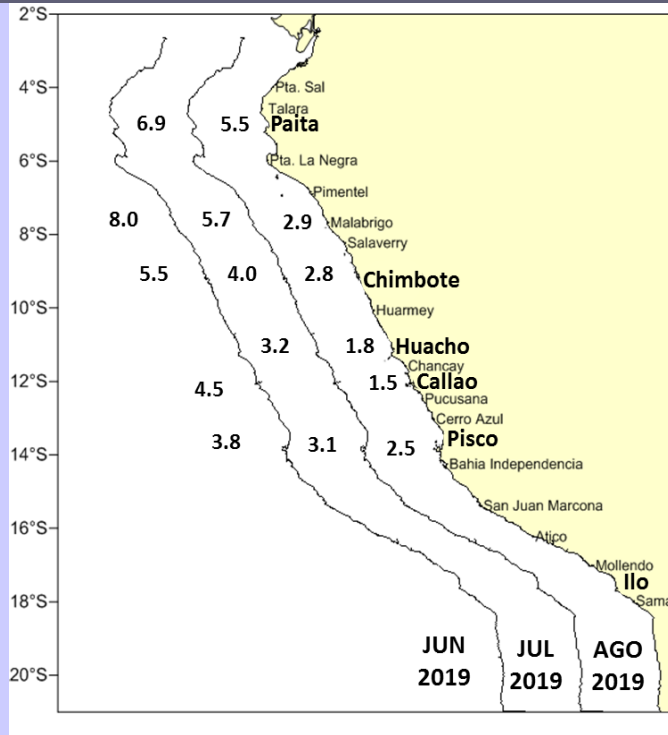 2°S
4°S
Pta. Sal
Talara
6.9 5.5 Paita
6°S
Pta. La Negra
Pimentel
8.0 5.7 2.9 Malabrigo
8°S
Salaverry
5.5 4.0 2.8 Chimbote
10°S
Huarmey
3.2 1.8 Huacho
Chancay
12°S
4.5 1.5 Callao
Pucusana
Cerro Azul
3.8 3.1 2.5 Pisco
14°S
Bahia Independencia
San Juan Marcona
16°S
Atico
Mollendo
Ilo
18°S
Sama
JUN JUL AGO
2019 2019 2019
20°S